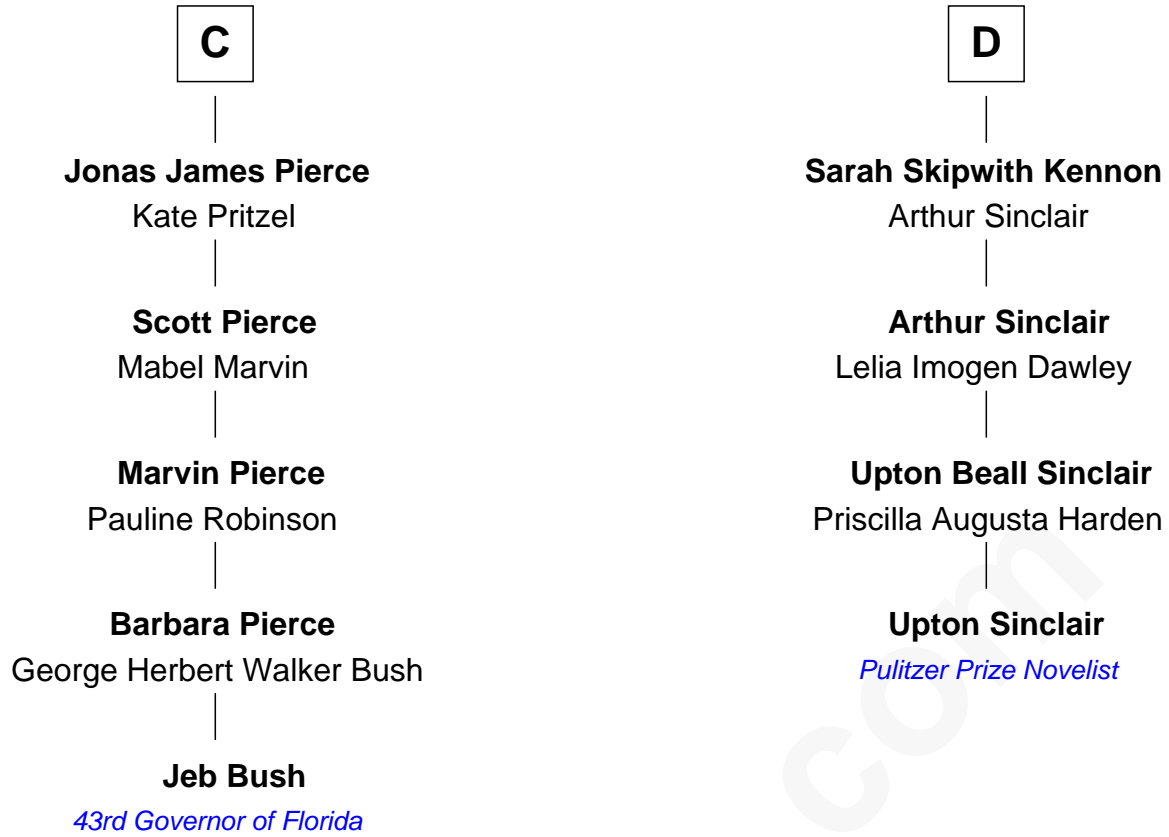 C
Jonas James Pierce
Kate Pritzel
Scott Pierce
Mabel Marvin
Marvin Pierce
Pauline Robinson
Barbara Pierce
George Herbert Walker Bush
Jeb Bush
43rd Governor of Florida
D
Sarah Skipwith Kennon
Arthur Sinclair
Arthur Sinclair
Lelia Imogen Dawley
Upton Beall Sinclair
Priscilla Augusta Harden
Upton Sinclair
Pulitzer Prize Novelist
com